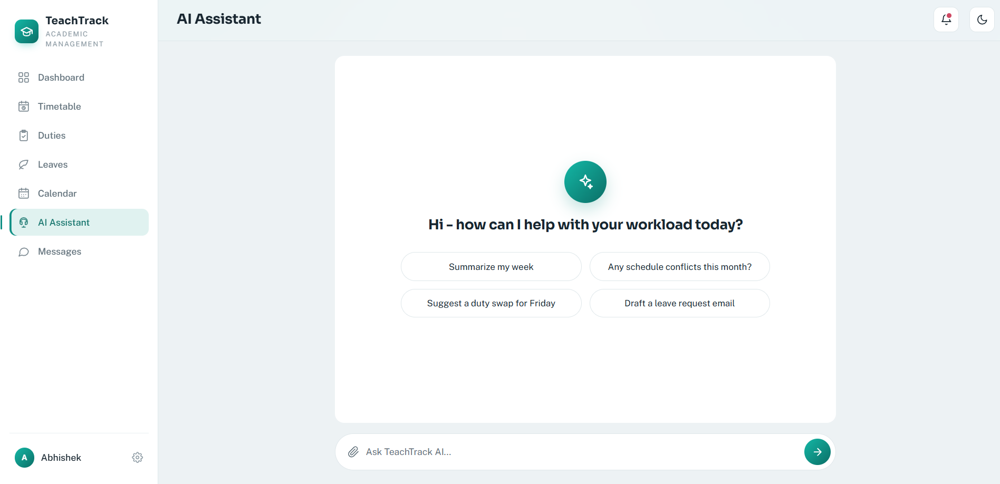 TeachTrack
ACADEMIC
MANAGEMENT
Dashboard
Timetable
Duties
Leaves
Calendar
AI Assistant
Messages
A
Abhishek
AI Assistant
Hi – how can I help with your workload today?
Summarize my week
Any schedule conflicts this month?
Suggest a duty swap for Friday
Draft a leave request email
Ask TeachTrack AI...